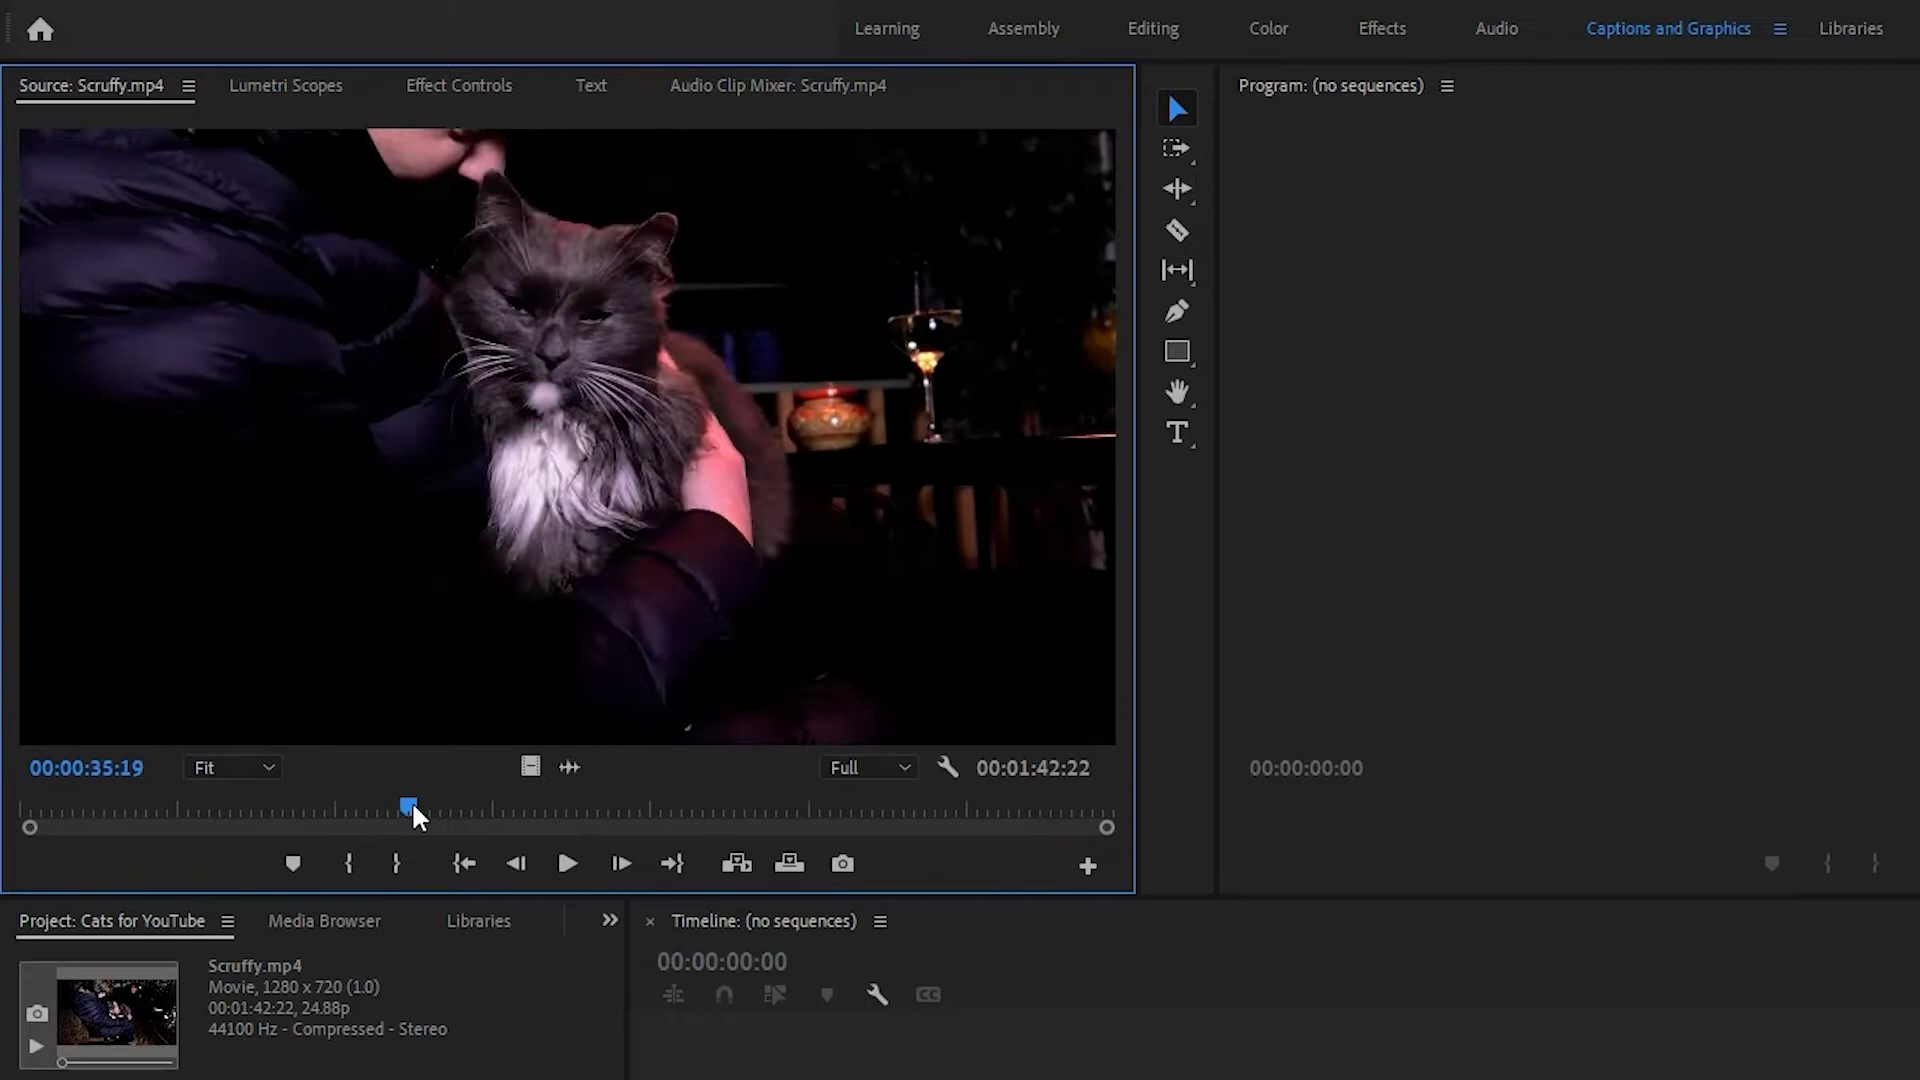 Learning
Assembly
Editing
Color
Effects
Audio
Captions and Graphics
Libraries
Source: Scruffy.mp4
Lumetri Scopes
Effect Controls
Text
Audio Clip Mixer: Scruffy.mp4
Program: (no sequences)
T
00:00:35:19
Fit
Full
00:01:42:22
00:00:00:00
Project: Cats for YouTube
Media Browser
Libraries
Timeline: (no sequences)
Scruffy.mp4
Movie, 1280 x 720 (1.0)
00:01:42:22, 24.88p
44100 Hz - Compressed - Stereo
00:00:00:00
CC